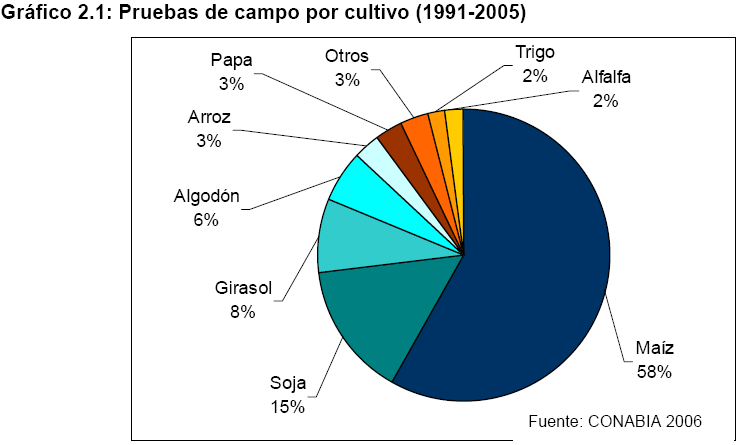 Gráfico 2.1: Pruebas de campo por cultivo (1991-2005)
Papa
3%
Otros
3%
Trigo
2%
Alfalfa
2%
Arroz
3%
Algodón
6%
Girasol
8%
Soja
15%
Maíz
58%
Fuente: CONABIA 2006